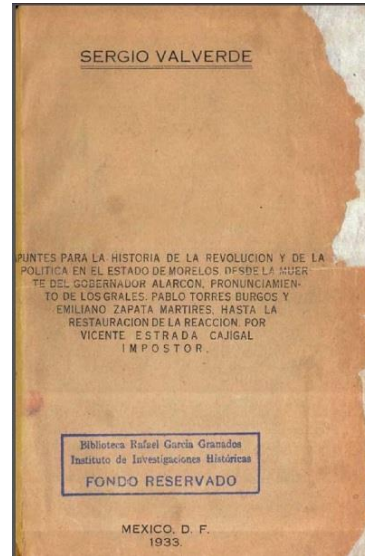 SERGIO VALVERDE
APUNTES PARA LA HISTORIA DE LA REVOLUCION Y DE LA
POLITICA EN EL ESTADO DE MORELOS, DESDE LA MUER
TE DEL GOBERNADOR ALARCON, PRONUNCIAMIEN-
TO DE LOS GRALES. PABLO TORRES BURGOS Y
EMILIANO ZAPATA MARTIRES, HASTA LA
RESTAURACION DE LA REACCION, POR
VICENTE ESTRADA CAJIGAL
IMPOSTOR.
Biblioteca Rafael García Granados
Instituto de Investigaciones Históricas
FONDO RESERVADO
MEXICO, D. F.
1933.